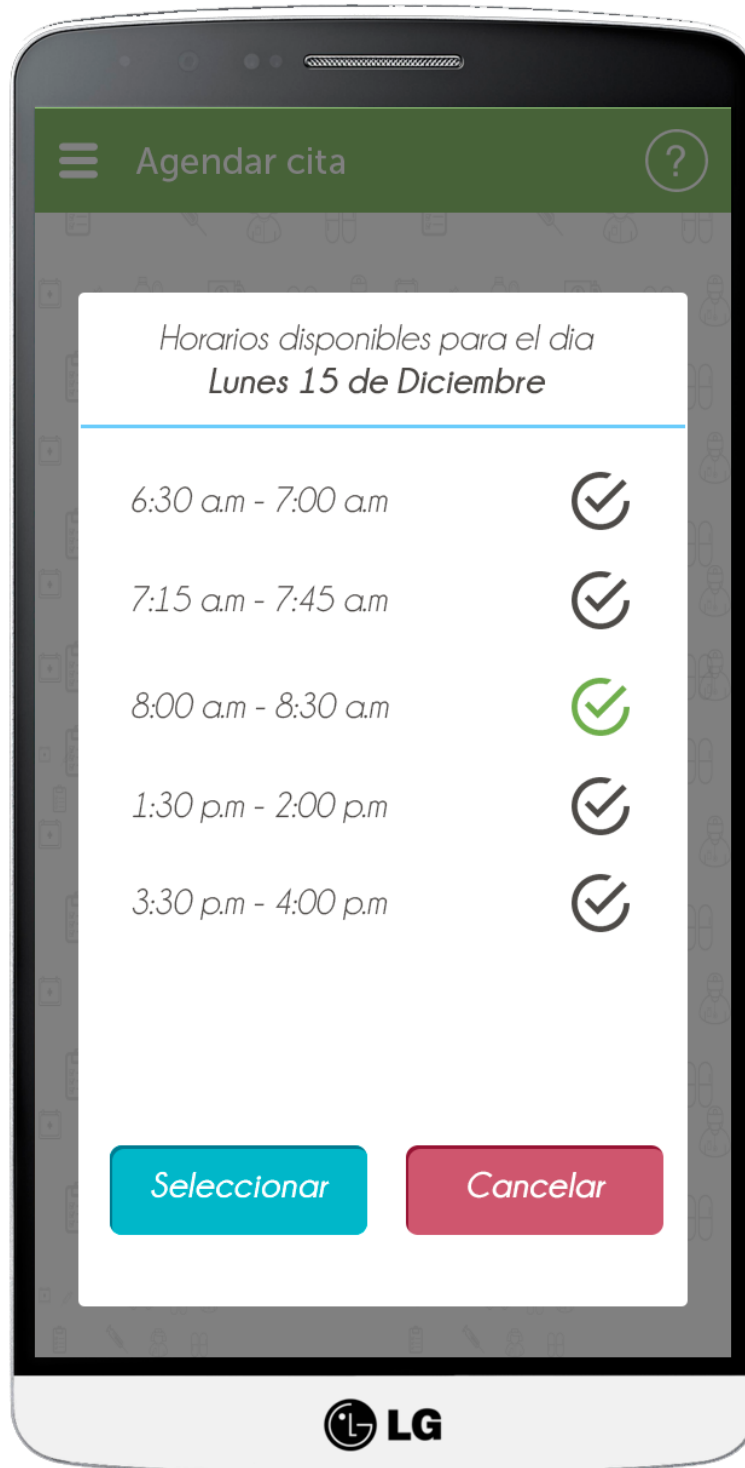 Agendar cita
?
Horarios disponibles para el dia
Lunes 15 de Diciembre
6:30 a.m - 7:00 a.m
7:15 a.m - 7:45 a.m
8:00 a.m - 8:30 a.m
1:30 p.m - 2:00 p.m
3:30 p.m - 4:00 p.m
Seleccionar
Cancelar
LG